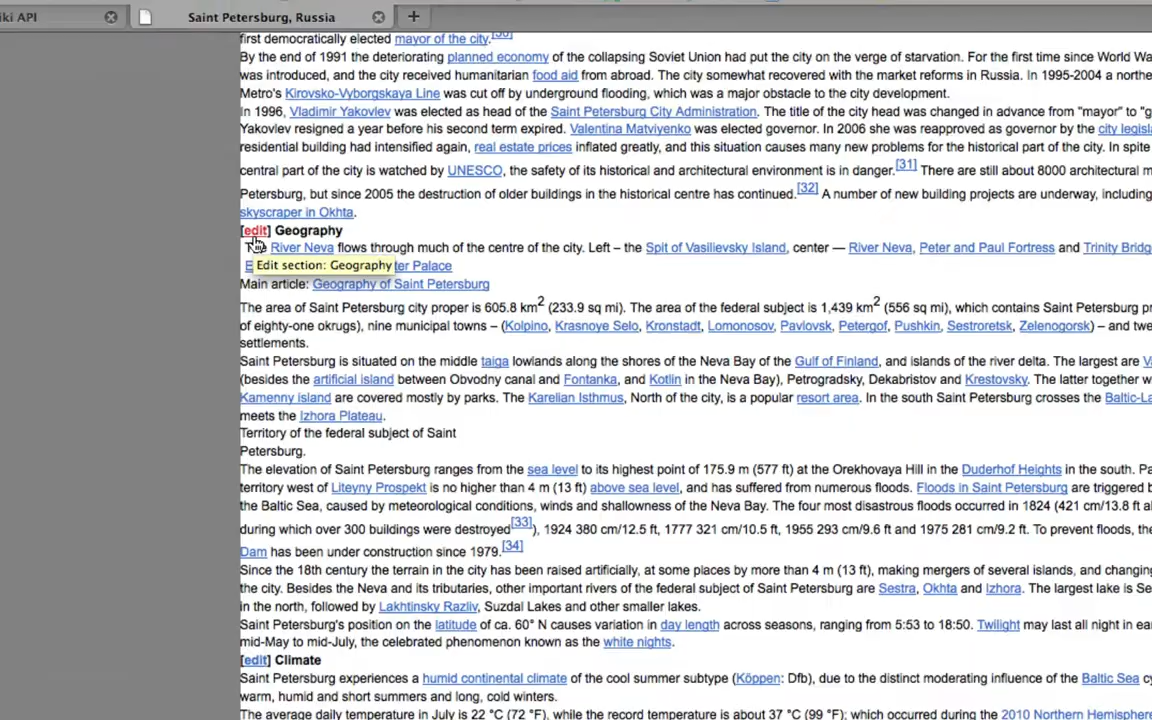 iki API
Saint Petersburg, Russia
first democratically elected mayor of the city.[30]
By the end of 1991 the deteriorating planned economy of the collapsing Soviet Union had put the city on the verge of starvation. For the first time since World Wa
was introduced, and the city received humanitarian food aid from abroad. The city somewhat recovered with the market reforms in Russia. In 1995-2004 a northe
Metro's Kirovsko-Vyborgskaya Line was cut off by underground flooding, which was a major obstacle to the city development.
In 1996, Vladimir Yakovlev was elected as head of the Saint Petersburg City Administration. The title of the city head was changed in advance from "mayor" to "g
Yakovlev resigned a year before his second term expired. Valentina Matviyenko was elected governor. In 2006 she was reapproved as governor by the city legisl
residential building had intensified again, real estate prices inflated greatly, and this situation causes many new problems for the historical part of the city. In spite
central part of the city is watched by UNESCO, the safety of its historical and architectural environment is in danger.[31] There are still about 8000 architectural m
Petersburg, but since 2005 the destruction of older buildings in the historical centre has continued.[32] A number of new building projects are underway, including
skyscraper in Okhta.
[edit] Geography
River Neva flows through much of the centre of the city. Left – the Spit of Vasilievsky Island, center — River Neva, Peter and Paul Fortress and Trinity Bridg
Edit section: Geography
ter Palace
Main article: Geography of Saint Petersburg
The area of Saint Petersburg city proper is 605.8 km2 (233.9 sq mi). The area of the federal subject is 1,439 km2 (556 sq mi), which contains Saint Petersburg pr
of eighty-one okrugs), nine municipal towns – (Kolpino, Krasnoye Selo, Kronstadt, Lomonosov, Pavlovsk, Petergof, Pushkin, Sestroretsk, Zelenogorsk) – and twe
settlements.
Saint Petersburg is situated on the middle taiga lowlands along the shores of the Neva Bay of the Gulf of Finland, and islands of the river delta. The largest are Va
(besides the artificial island between Obvodny canal and Fontanka, and Kotlin in the Neva Bay), Petrogradsky, Dekabristov and Krestovsky. The latter together w
Kamenny island are covered mostly by parks. The Karelian Isthmus, North of the city, is a popular resort area. In the south Saint Petersburg crosses the Baltic-La
meets the Izhora Plateau.
Territory of the federal subject of Saint
Petersburg.
The elevation of Saint Petersburg ranges from the sea level to its highest point of 175.9 m (577 ft) at the Orekhovaya Hill in the Duderhof Heights in the south. Pa
territory west of Liteyny Prospekt is no higher than 4 m (13 ft) above sea level, and has suffered from numerous floods. Floods in Saint Petersburg are triggered b
the Baltic Sea, caused by meteorological conditions, winds and shallowness of the Neva Bay. The four most disastrous floods occurred in 1824 (421 cm/13.8 ft a
during which over 300 buildings were destroyed[33]), 1924 380 cm/12.5 ft, 1777 321 cm/10.5 ft, 1955 293 cm/9.6 ft and 1975 281 cm/9.2 ft. To prevent floods, the
Dam has been under construction since 1979.[34]
Since the 18th century the terrain in the city has been raised artificially, at some places by more than 4 m (13 ft), making mergers of several islands, and changing
the city. Besides the Neva and its tributaries, other important rivers of the federal subject of Saint Petersburg are Sestra, Okhta and Izhora. The largest lake is Se
in the north, followed by Lakhtinsky Razliv, Suzdal Lakes and other smaller lakes.
Saint Petersburg's position on the latitude of ca. 60° N causes variation in day length across seasons, ranging from 5:53 to 18:50. Twilight may last all night in ea
mid-May to mid-July, the celebrated phenomenon known as the white nights.
[edit] Climate
Saint Petersburg experiences a humid continental climate of the cool summer subtype (Köppen: Dfb), due to the distinct moderating influence of the Baltic Sea cy
warm, humid and short summers and long, cold winters.
The average daily temperature in July is 22 °C (72 °F), while the record temperature is about 37 °C (99 °F); which occurred during the 2010 Northern Hemisphere